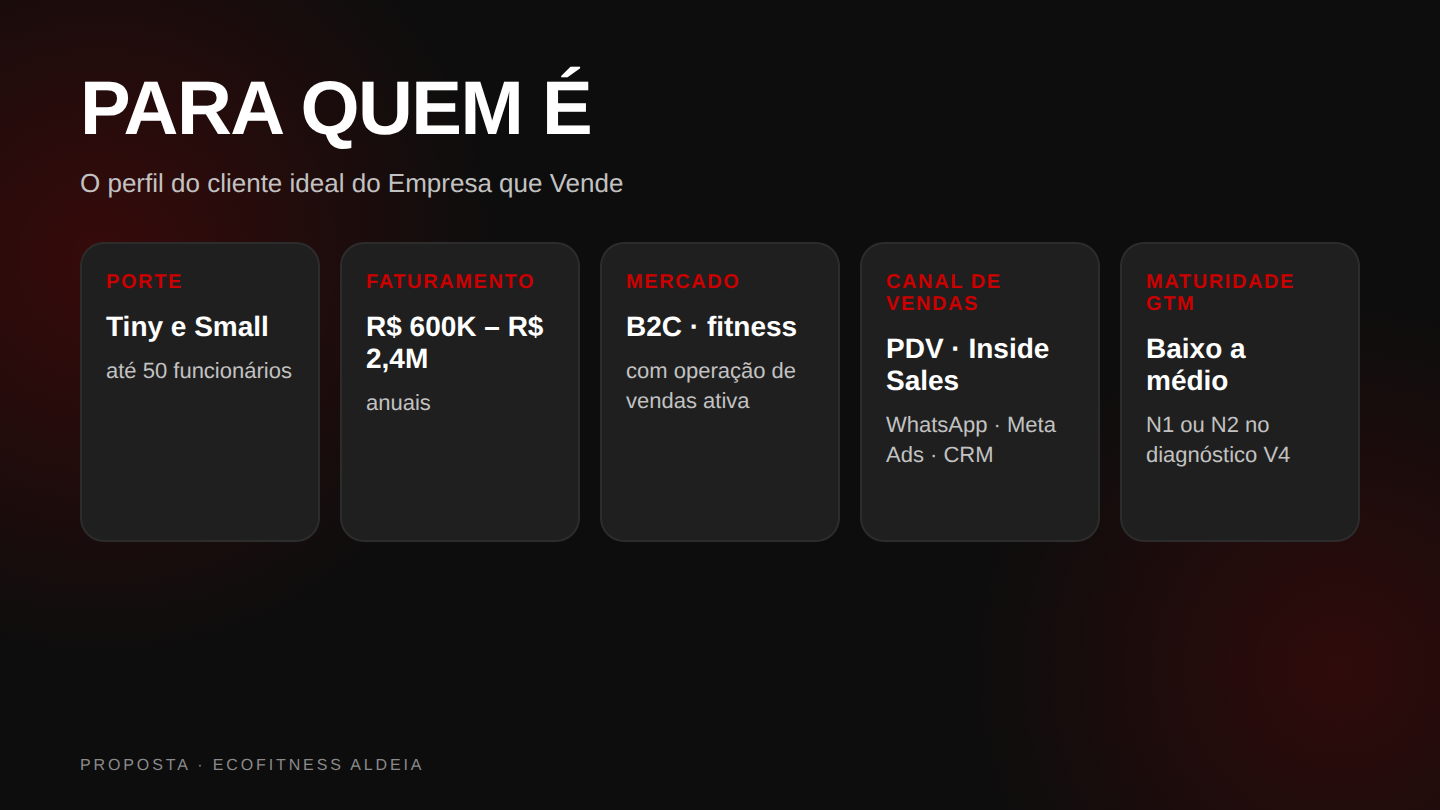 PARA QUEM É
O perfil do cliente ideal do Empresa que Vende
PORTE
Tiny e Small
até 50 funcionários
FATURAMENTO
R$ 600K – R$
2,4M
anuais
MERCADO
B2C · fitness
com operação de
vendas ativa
CANAL DE
VENDAS
PDV · Inside
Sales
WhatsApp · Meta
Ads · CRM
MATURIDADE
GTM
Baixo a
médio
N1 ou N2 no
diagnóstico V4
PROPOSTA · ECOFITNESS ALDEIA